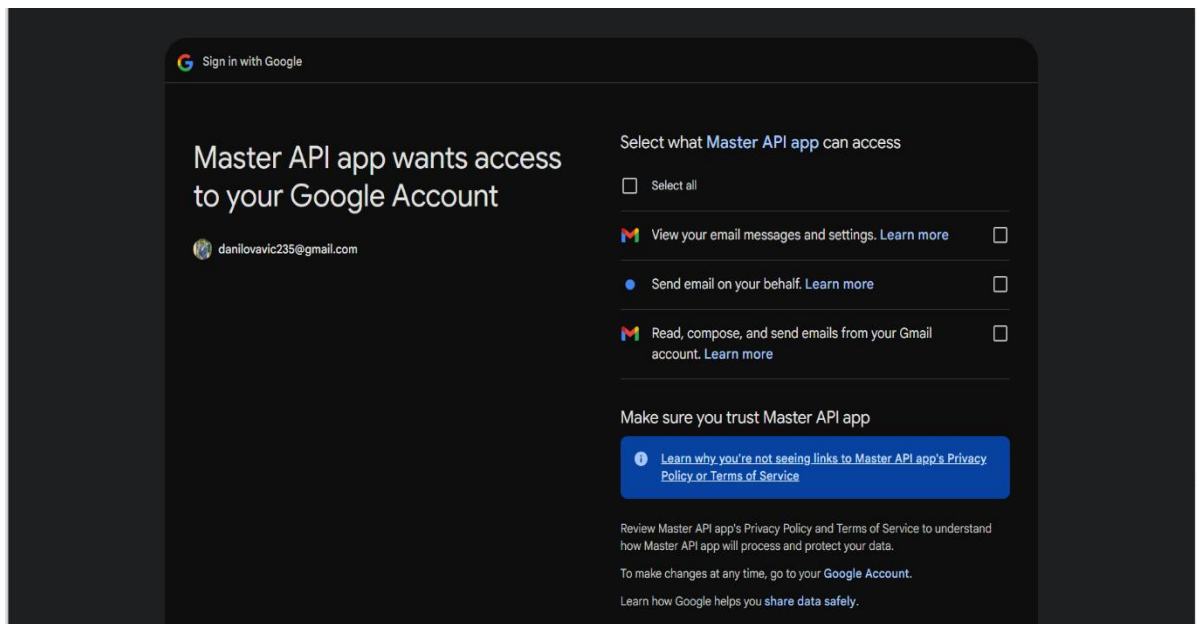 Sign in with Google
Master API app wants access
to your Google Account
danilovavic235@gmail.com
Select what Master API app can access
Select all
View your email messages and settings. Learn more
Send email on your behalf. Learn more
Read, compose, and send emails from your Gmail
account. Learn more
Make sure you trust Master API app
Learn why you're not seeing links to Master API app's Privacy
Policy or Terms of Service
Review Master API app's Privacy Policy and Terms of Service to understand
how Master API app will process and protect your data.
To make changes at any time, go to your Google Account.
Learn how Google helps you share data safely.